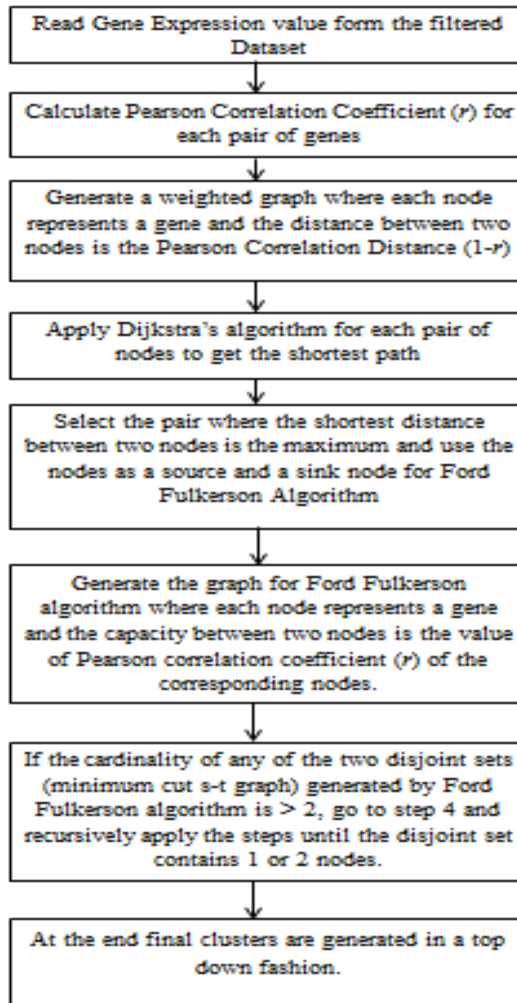 Read Gene Expression value form the filtered
Dataset
Calculate Pearson Correlation Coefficient (r) for
each pair of genes
Generate a weighted graph where each node
represents a gene and the distance between two
nodes is the Pearson Correlation Distance (1-r)
Apply Dijkstra's algorithm for each pair of
nodes to get the shortest path
Select the pair where the shortest distance
between two nodes is the maximum and use the
nodes as a source and a sink node for Ford
Fulkerson Algorithm
Generate the graph for Ford Fulkerson
algorithm where each node represents a gene
and the capacity between two nodes is the value
of Pearson correlation coefficient (r) of the
corresponding nodes.
If the cardinality of any of the two disjoint sets
(minimum cut s-t graph) generated by Ford
Fulkerson algorithm is > 2, go to step 4 and
recursively apply the steps until the disjoint set
contains 1 or 2 nodes.
At the end final clusters are generated in a top
down fashion.